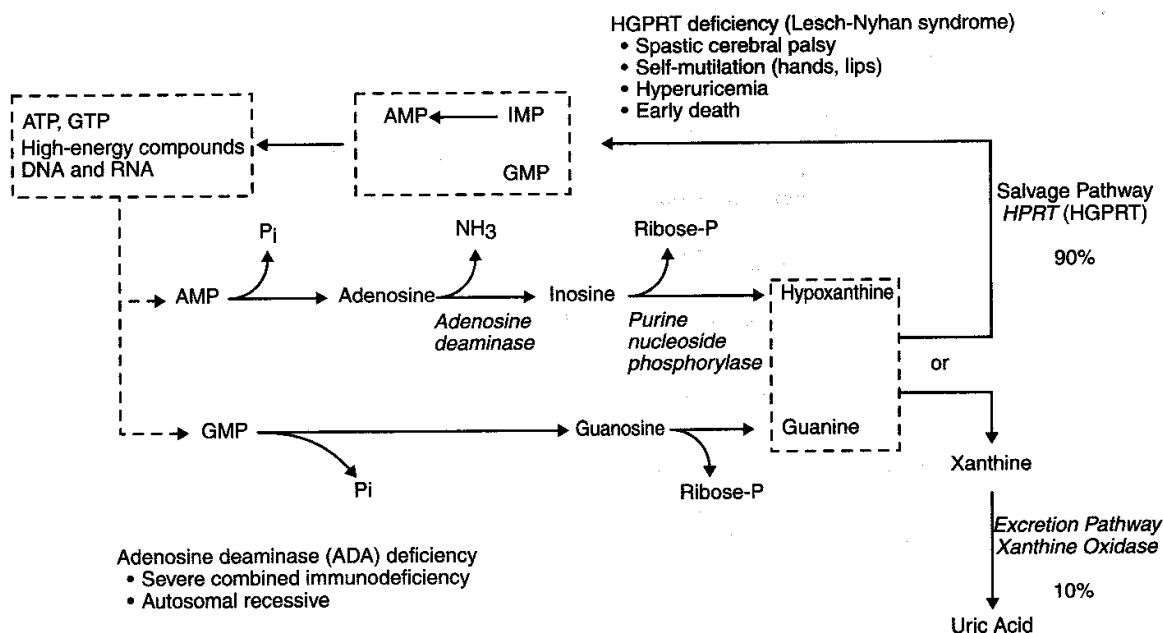 HGPRT deficiency (Lesch-Nyhan syndrome)
• Spastic cerebral palsy
• Self-mutilation (hands, lips)
• Hyperuricemia
• Early death
ATP, GTP
High-energy compounds
DNA and RNA
AMP IMP
GMP
Salvage Pathway
HPRT (HGPRT)
90%
Pi NH3 Ribose-P
AMP Adenosine Inosine Hypoxanthine
Adenosine
deaminase
Purine
nucleoside
phosphorylase
or
GMP Guanosine Guanine
Xanthine
Pi Ribose-P
Excretion Pathway
Xanthine Oxidase
10%
Uric Acid
Adenosine deaminase (ADA) deficiency
• Severe combined immunodeficiency
• Autosomal recessive